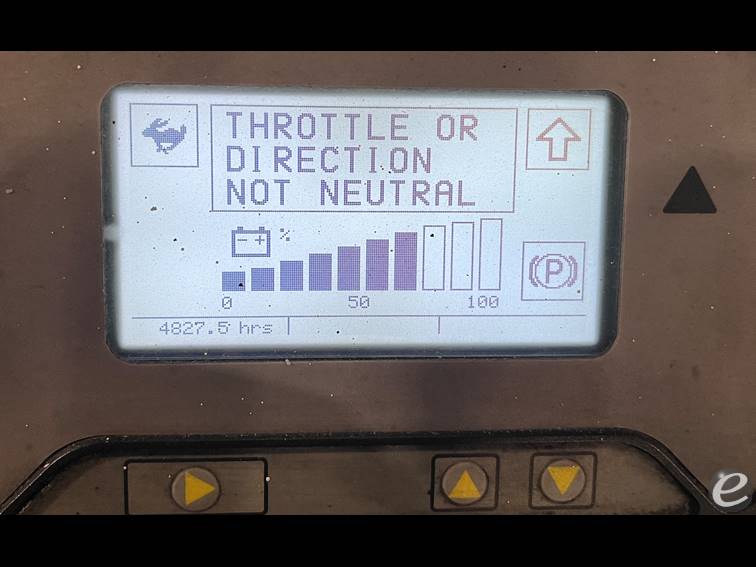 THROTTLE OR
DIRECTION
NOT NEUTRAL
- + %
P
0 50 100
4827.5 hrs
e